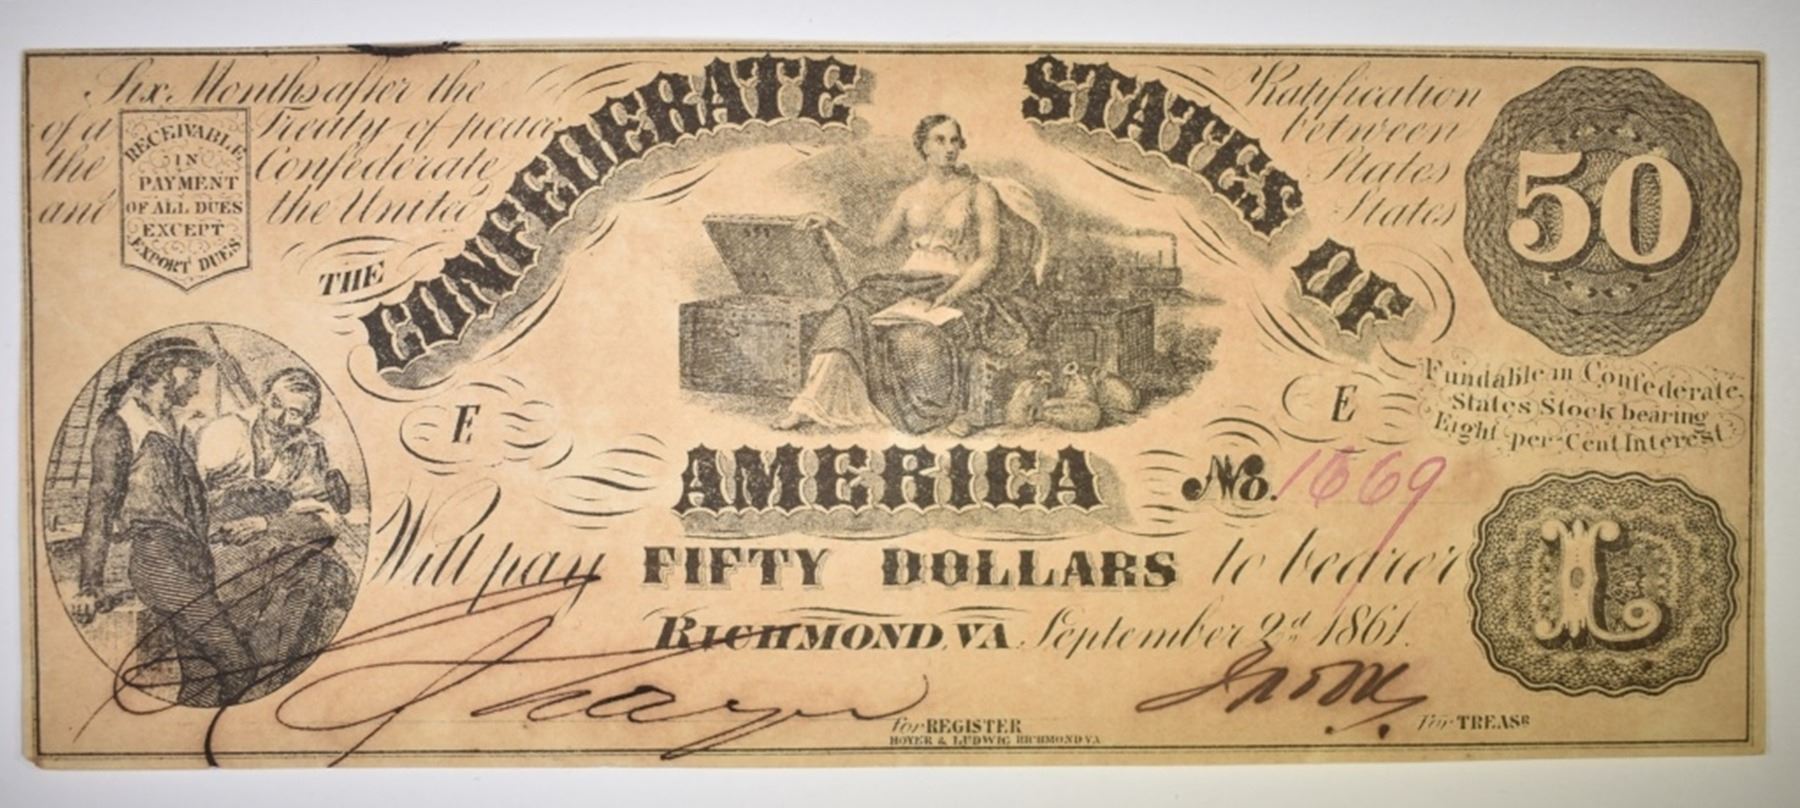 Six Months after the Ratification
of a Treaty of peace between
the Confederate States
and the United States
RECEIVABLE
IN
PAYMENT
OF ALL DUES
EXCEPT
EXPORT DUES
50
THE
CONFEDERATE STATES OF
AMERICA
Fundable in Confederate
States Stock bearing
Eight per Cent Interest
E E
No. 1669
Will pay FIFTY DOLLARS to bearer
L
RICHMOND, VA September 2d 1861.
For REGISTER
For TREASR
HOYER & LUDWIG RICHMOND VA